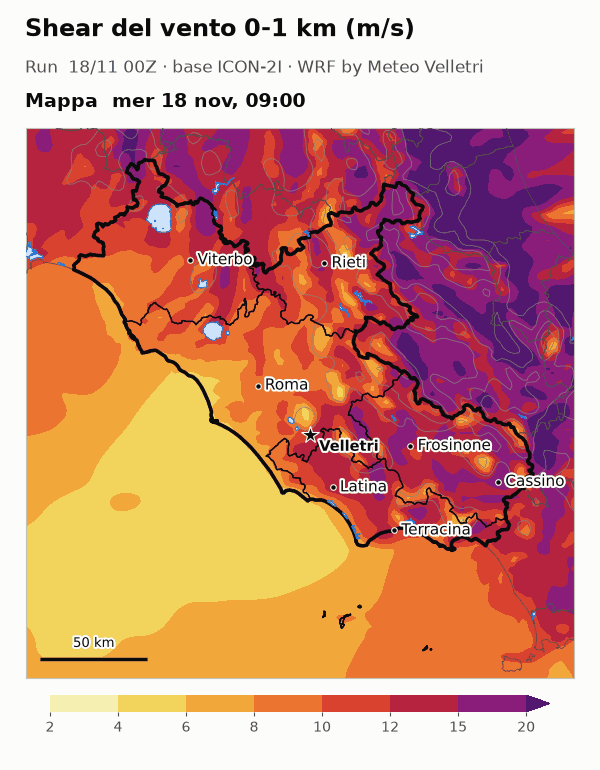 Shear del vento 0-1 km (m/s)
Run  18/11 00Z · base ICON-2I · WRF by Meteo Velletri
Mappa  mer 18 nov, 09:00
Viterbo
Rieti
Roma
Velletri
Frosinone
Latina
Cassino
Terracina
50 km
2 4 6 8 10 12 15 20